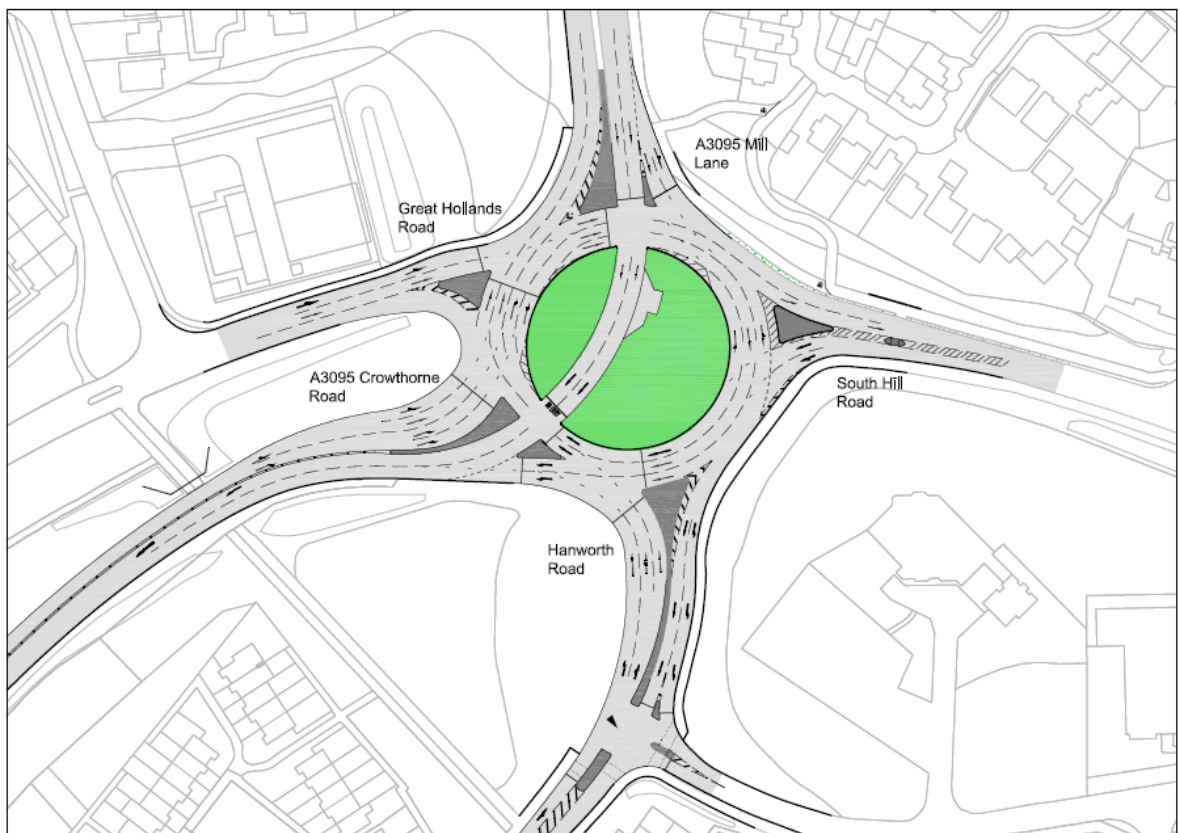 A3095 Mill
Lane
Great Hollands
Road
A3095 Crowthorne
Road
South Hill
Road
Hanworth
Road